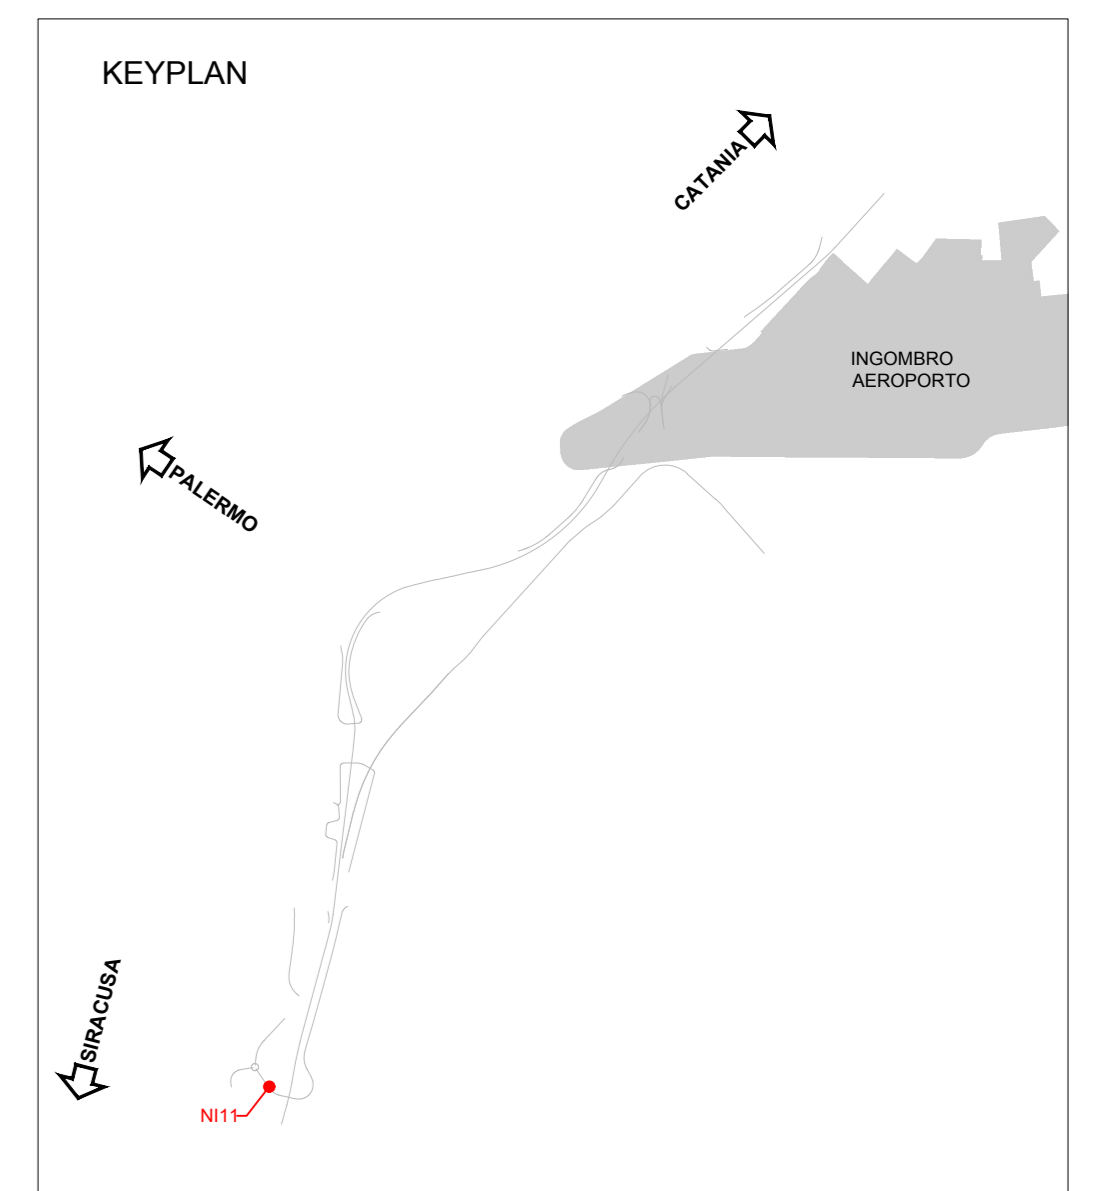 KEYPLAN
CATANIA
INGOMBRO
AEROPORTO
PALERMO
SIRACUSA
NI11